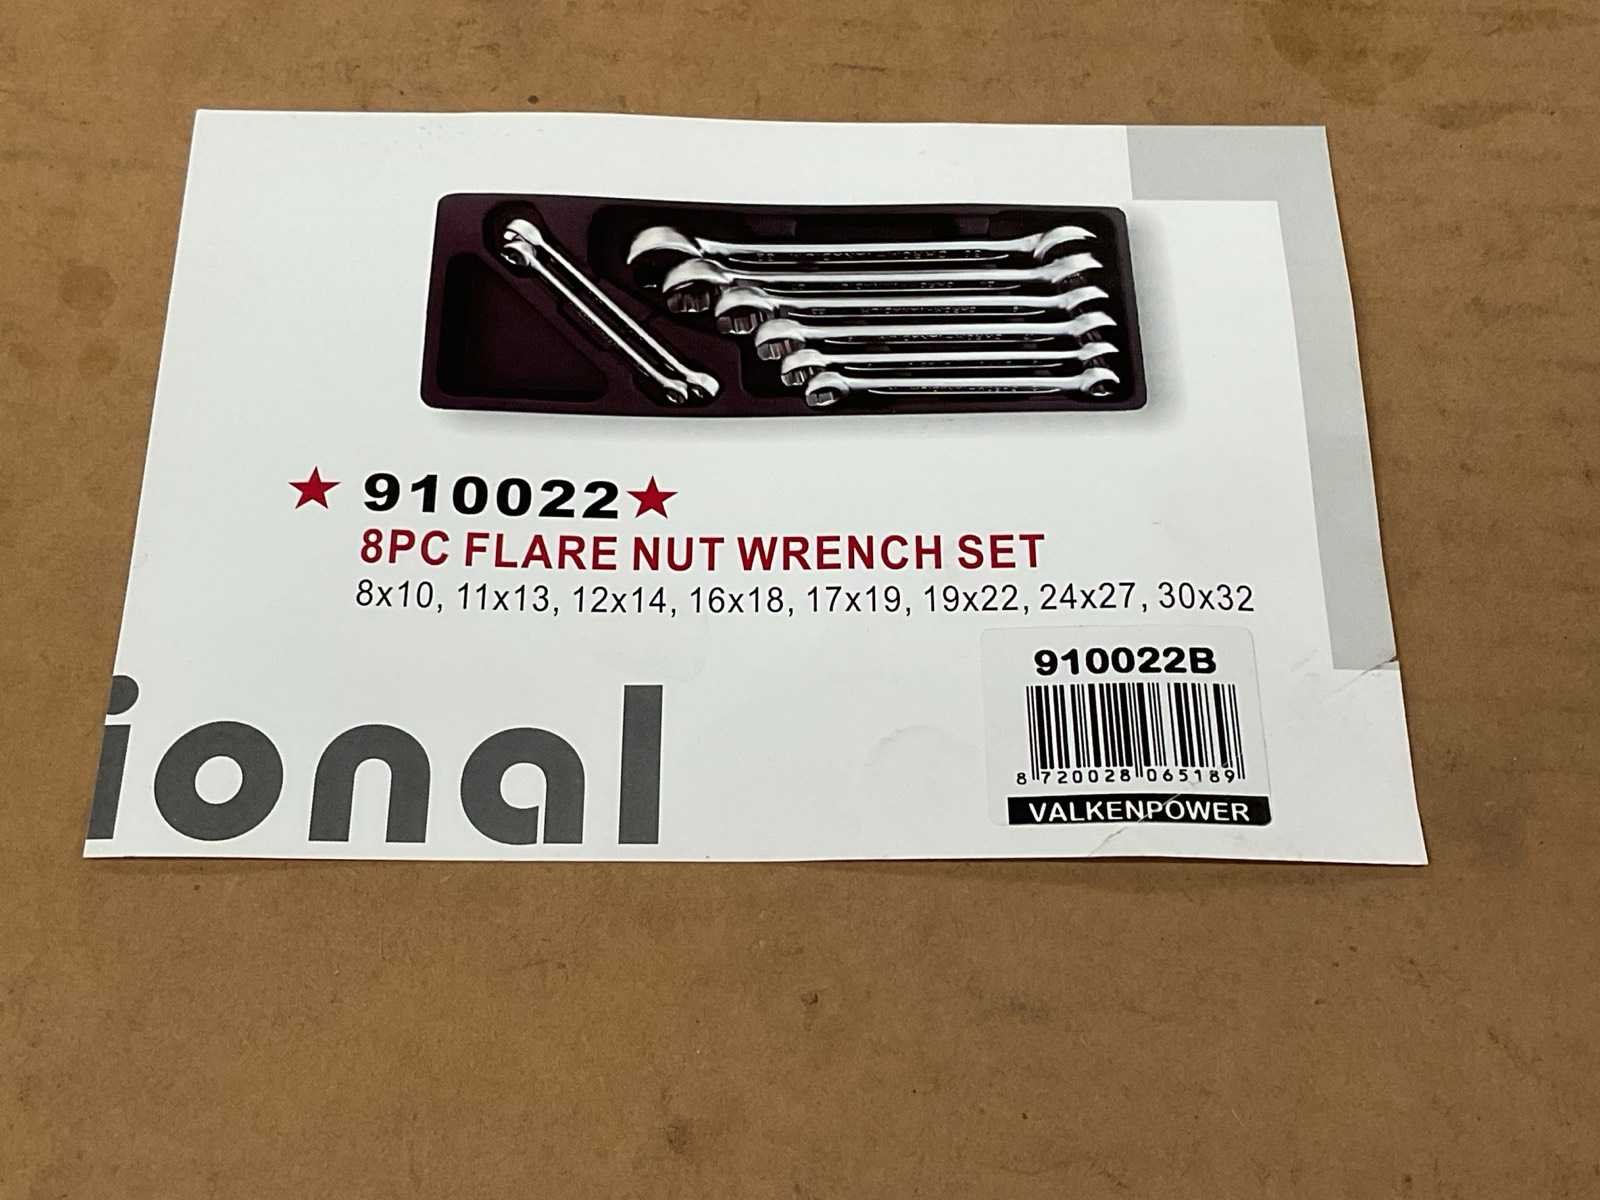 ★ 910022 ★
8PC FLARE NUT WRENCH SET
8x10, 11x13, 12x14, 16x18, 17x19, 19x22, 24x27, 30x32
910022B
8 720028 065189
VALKENPOWER
ional